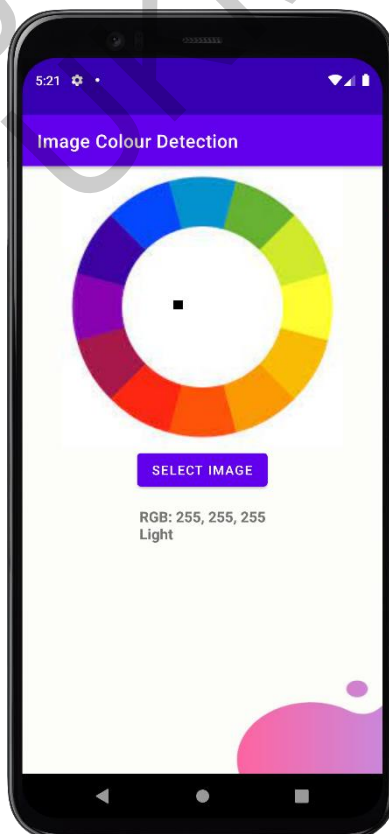 5:21
Image Colour Detection
SELECT IMAGE
RGB: 255, 255, 255
Light